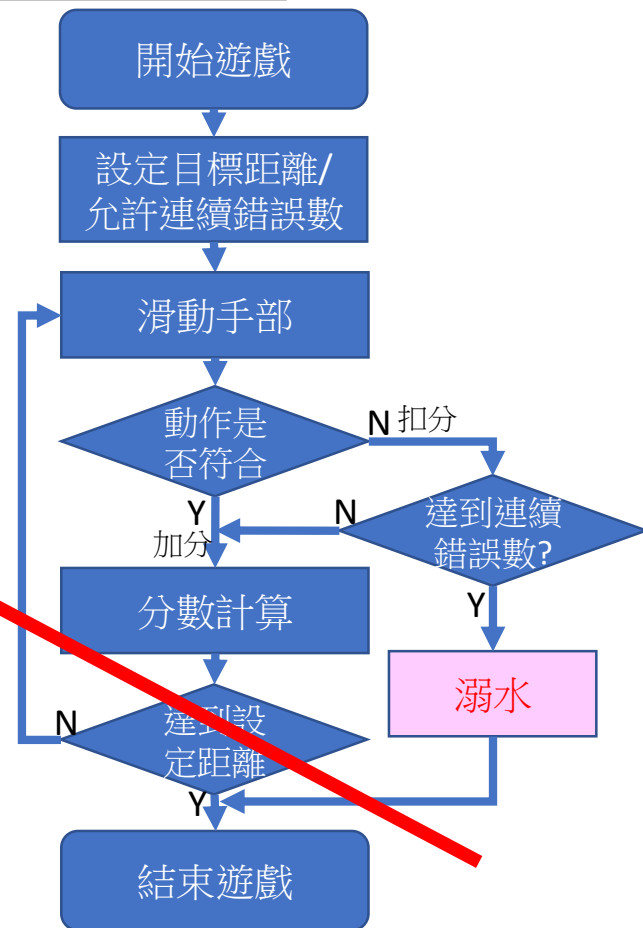 開始遊戲
設定目標距離/
允許連續錯誤數
滑動手部
動作是
否符合
N 扣分
Y
加分
N
達到連續
錯誤數?
Y
分數計算
溺水
N
達到設
定距離
Y
結束遊戲